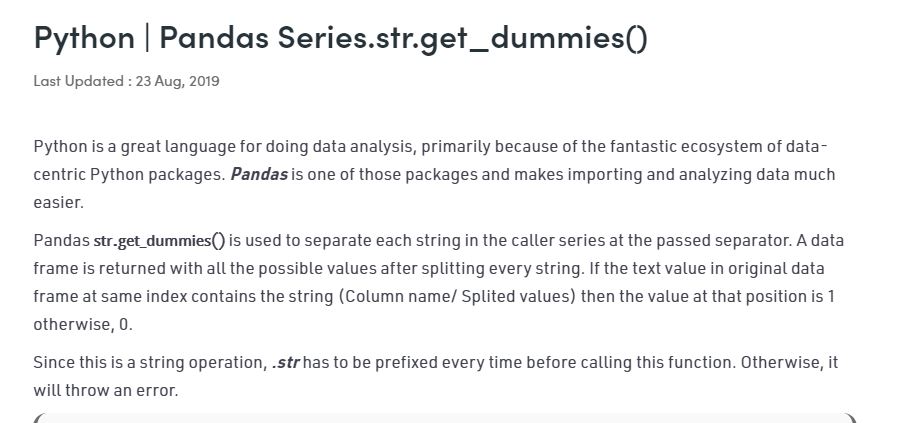 Python | Pandas Series.str.get_dummies()
Last Updated : 23 Aug, 2019
Python is a great language for doing data analysis, primarily because of the fantastic ecosystem of data-
centric Python packages. Pandas is one of those packages and makes importing and analyzing data much
easier.
Pandas str.get_dummies() is used to separate each string in the caller series at the passed separator. A data
frame is returned with all the possible values after splitting every string. If the text value in original data
frame at same index contains the string (Column name/ Splited values) then the value at that position is 1
otherwise, 0.
Since this is a string operation, .str has to be prefixed every time before calling this function. Otherwise, it
will throw an error.